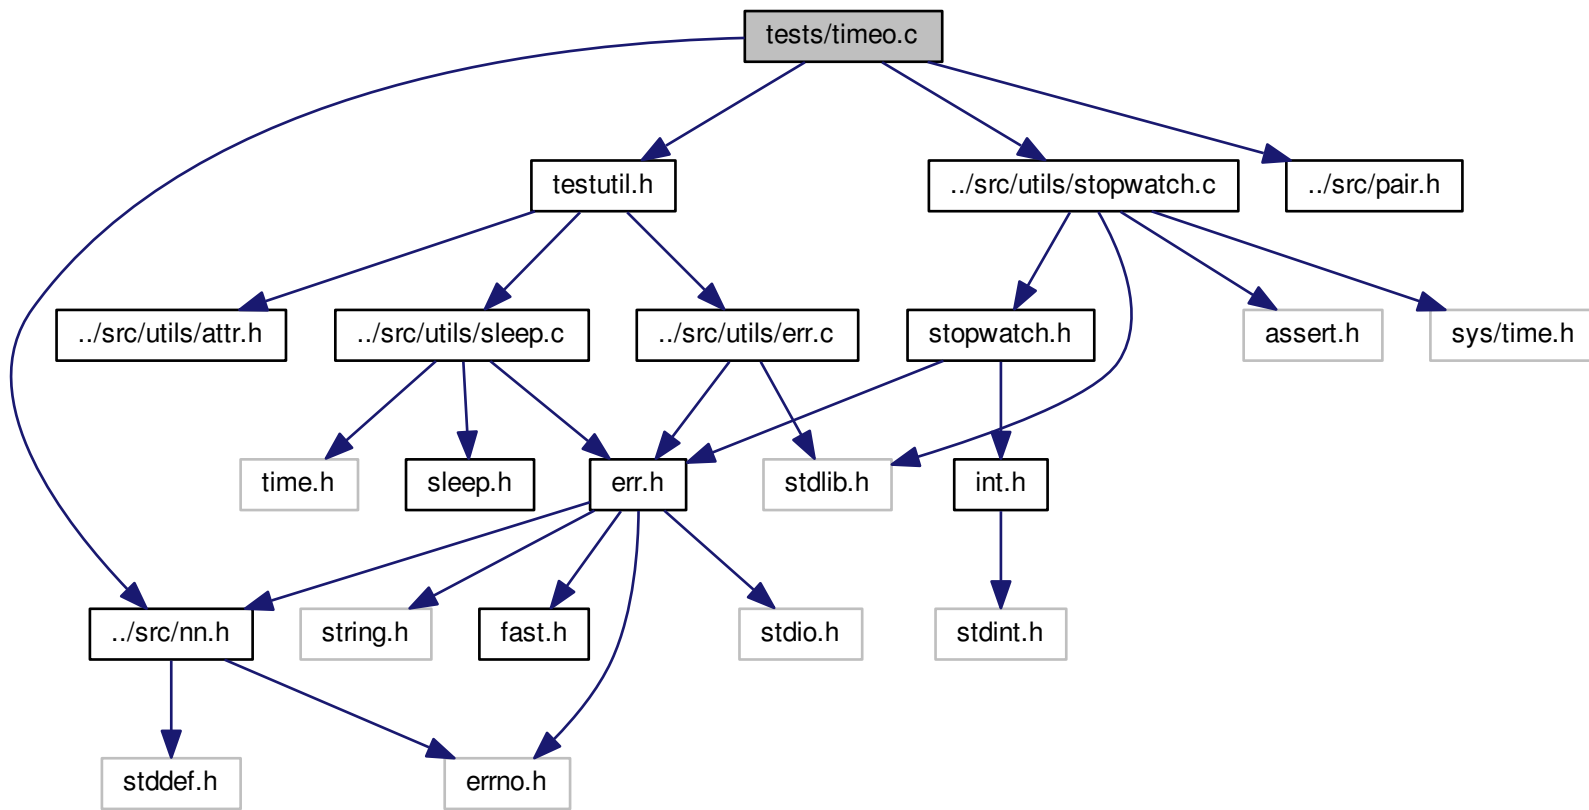 tests/timeo.c
testutil.h
../src/utils/stopwatch.c
../src/pair.h
../src/utils/attr.h
../src/utils/sleep.c
../src/utils/err.c
stopwatch.h
assert.h
sys/time.h
time.h
sleep.h
err.h
stdlib.h
int.h
../src/nn.h
string.h
fast.h
stdio.h
stdint.h
stddef.h
errno.h